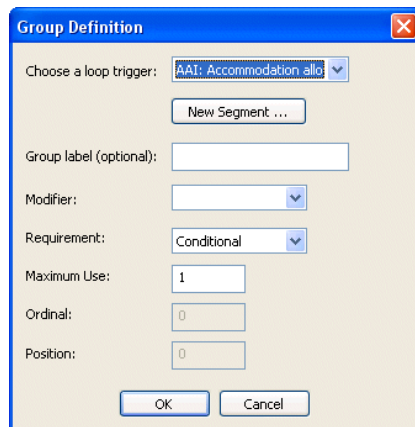 Group Definition
Choose a loop trigger: AAI: Accommodation allo
New Segment ...
Group label (optional):
Modifier:
Requirement: Conditional
Maximum Use: 1
Ordinal: 0
Position: 0
OK Cancel